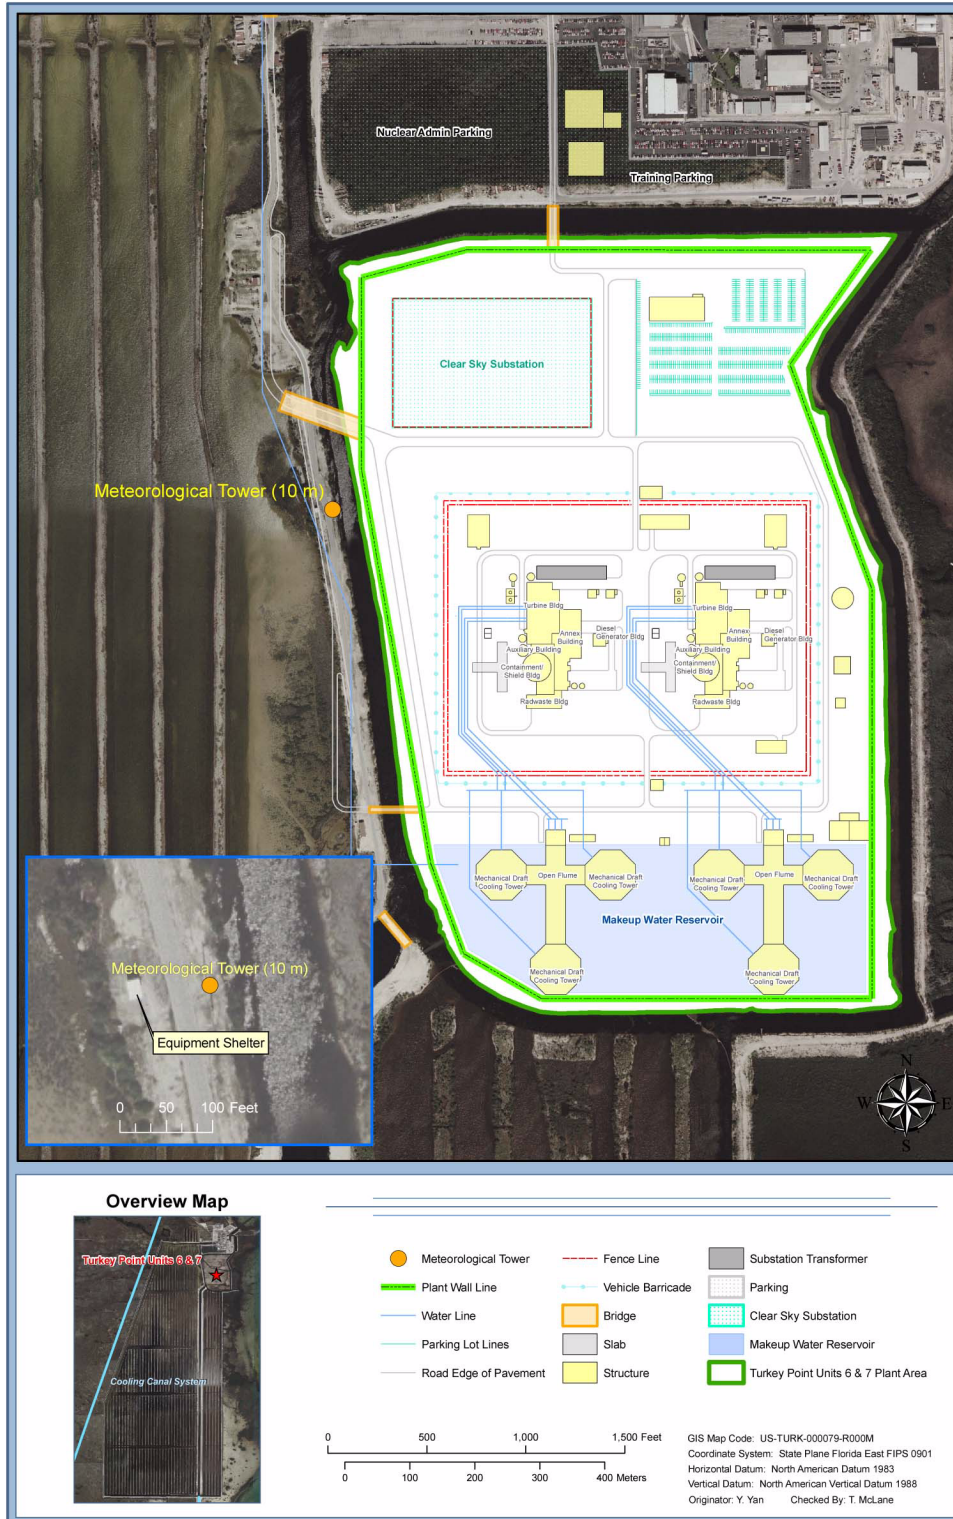 Nuclear Admin Parking
Training Parking
Clear Sky Substation
Meteorological Tower (10 m)
Turbine Bldg
Turbine Bldg
Annex
Building
Diesel
Generator Bldg
Annex
Building
Diesel
Generator Bldg
Auxiliary Building
Auxiliary Building
Containment/
Shield Bldg
Containment/
Shield Bldg
Radwaste Bldg
Radwaste Bldg
Mechanical Draft
Cooling Tower
Open Flume
Mechanical Draft
Cooling Tower
Mechanical Draft
Cooling Tower
Open Flume
Mechanical Draft
Cooling Tower
Makeup Water Reservoir
Mechanical Draft
Cooling Tower
Mechanical Draft
Cooling Tower
Meteorological Tower (10 m)
Equipment Shelter
0 50 100 Feet
N
W E
S
Overview Map
Turkey Point Units 6 & 7
Cooling Canal System
Meteorological Tower
Plant Wall Line
Water Line
Parking Lot Lines
Road Edge of Pavement
Fence Line
Vehicle Barricade
Bridge
Slab
Structure
Substation Transformer
Parking
Clear Sky Substation
Makeup Water Reservoir
Turkey Point Units 6 & 7 Plant Area
0 500 1,000 1,500 Feet
0 100 200 300 400 Meters
GIS Map Code: US-TURK-000079-R000M
Coordinate System: State Plane Florida East FIPS 0901
Horizontal Datum: North American Datum 1983
Vertical Datum: North American Vertical Datum 1988
Originator: Y. Yan Checked By: T. McLane